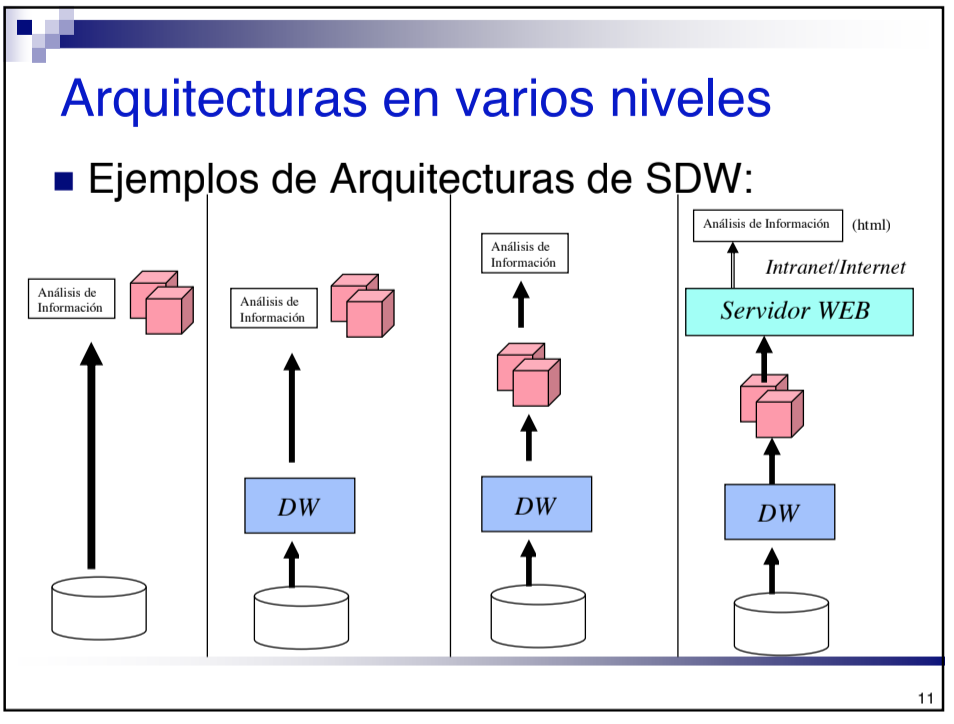 Arquitecturas en varios niveles
Ejemplos de Arquitecturas de SDW:
Análisis de
Información
Análisis de
Información
DW
Análisis de
Información
DW
Análisis de Información (html)
Intranet/Internet
Servidor WEB
DW
11